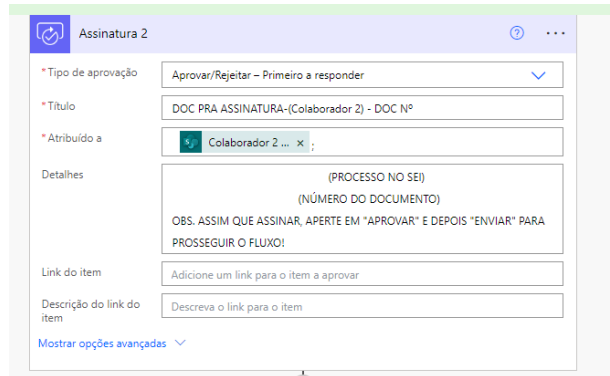 Assinatura 2
* Tipo de aprovação
Aprovar/Rejeitar – Primeiro a responder
* Título
DOC PRA ASSINATURA-(Colaborador 2) - DOC Nº
* Atribuído a
Colaborador 2 ... × ;
Detalhes
(PROCESSO NO SEI)
(NÚMERO DO DOCUMENTO)
OBS. ASSIM QUE ASSINAR, APERTE EM "APROVAR" E DEPOIS "ENVIAR" PARA
PROSSEGUIR O FLUXO!
Link do item
Adicione um link para o item a aprovar
Descrição do link do
item
Descreva o link para o item
Mostrar opções avançadas